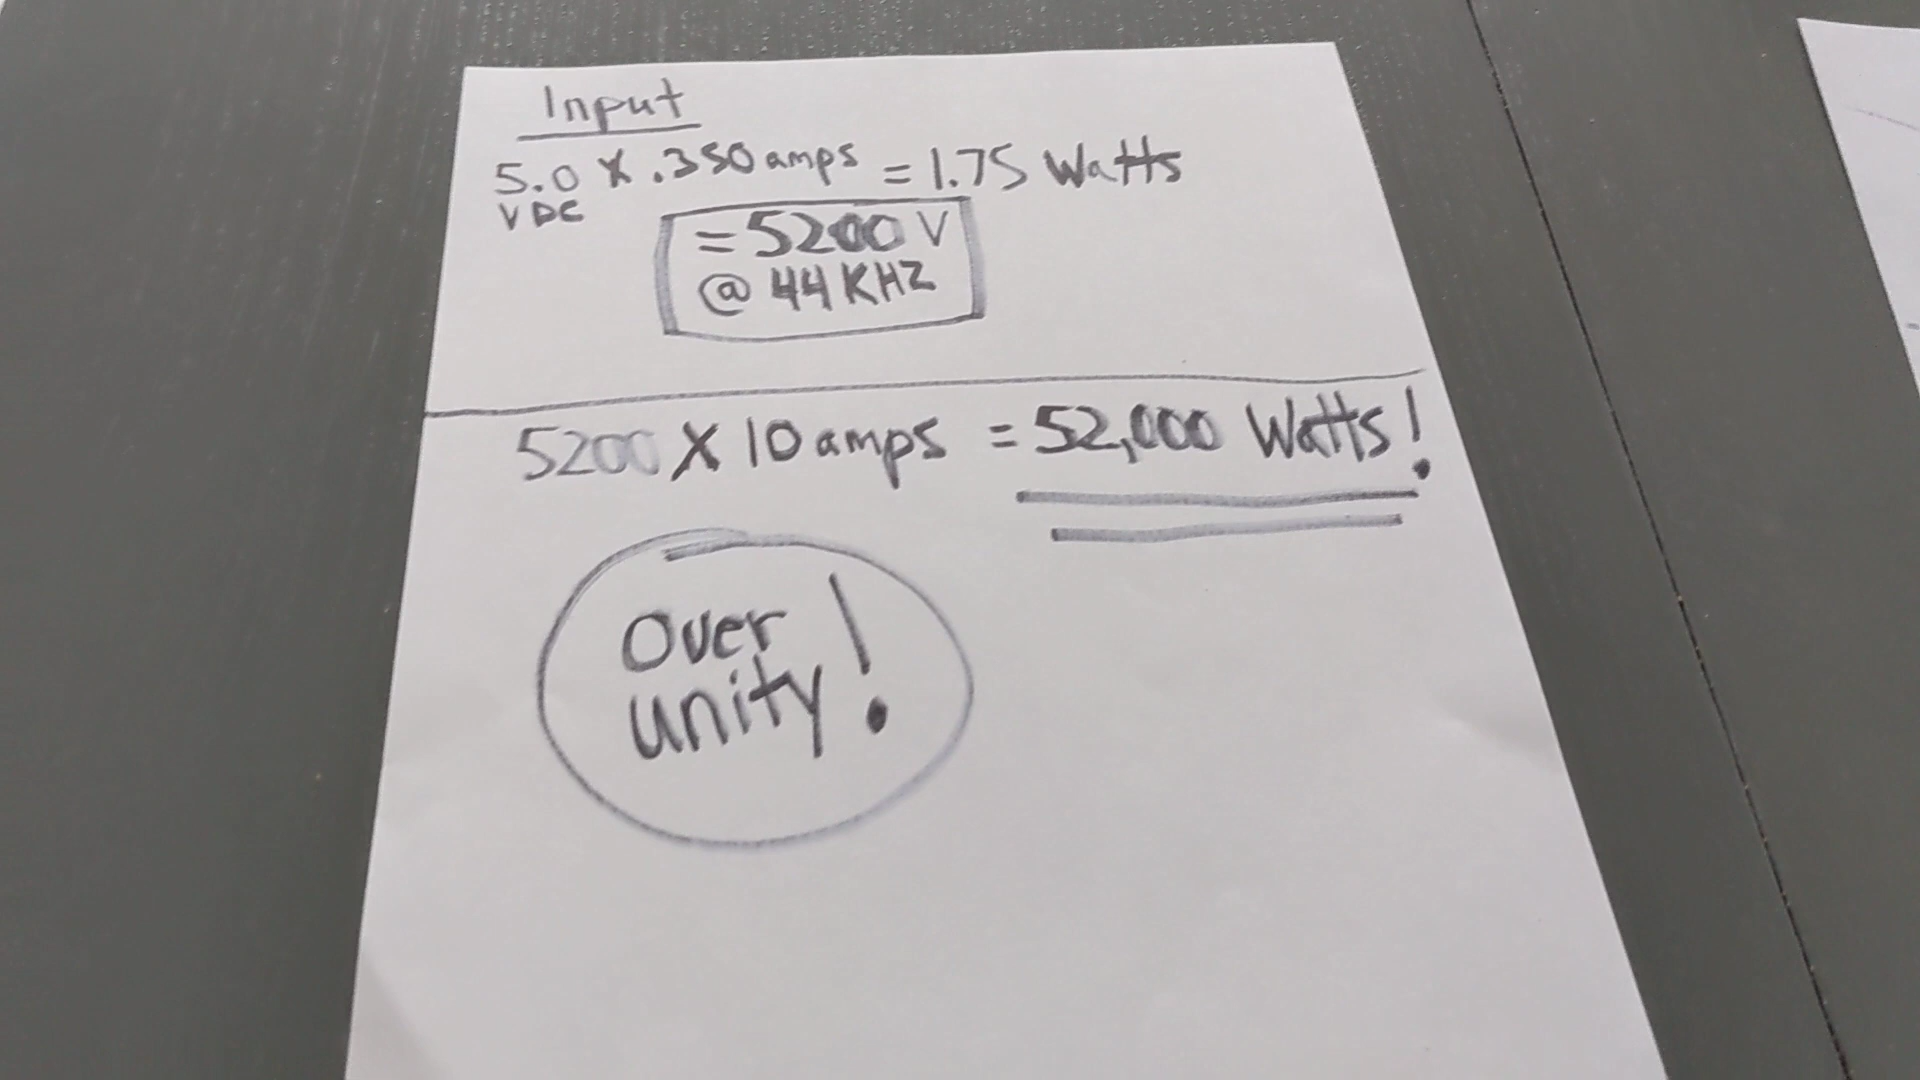 Input
5.0 X .350 amps = 1.75 Watts
VDC
= 5200 V
@ 44 KHZ
5200 X 10 amps = 52,000 Watts!
Over
unity!